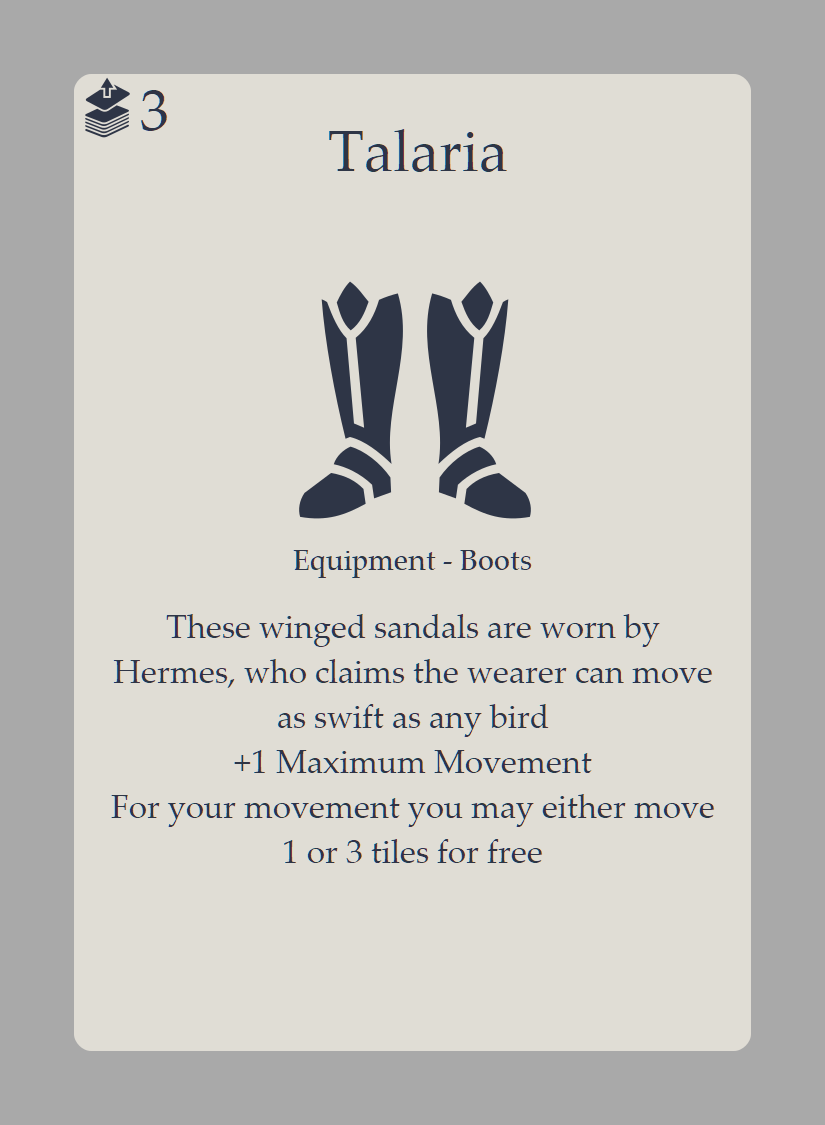 3
Talaria
Equipment - Boots
These winged sandals are worn by
Hermes, who claims the wearer can move
as swift as any bird
+1 Maximum Movement
For your movement you may either move
1 or 3 tiles for free